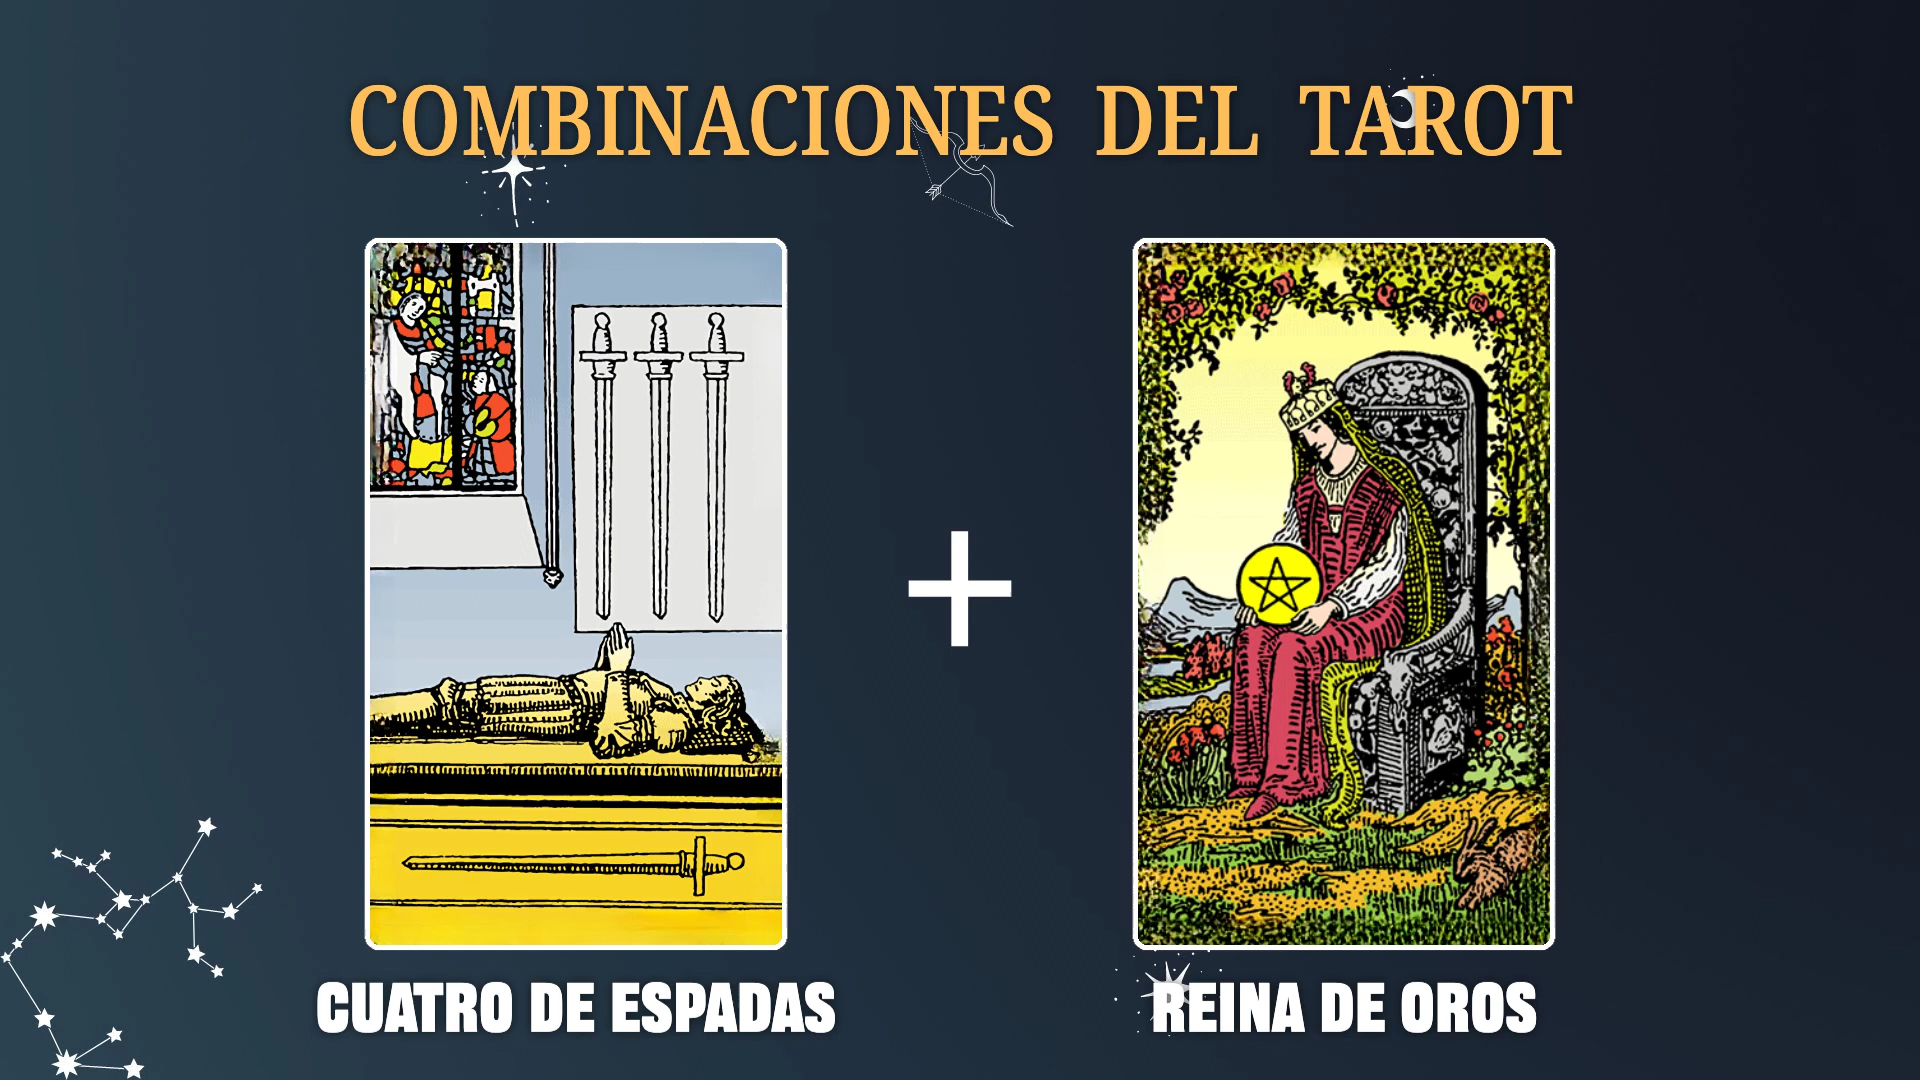 COMBINACIONES DEL TAROT
CUATRO DE ESPADAS
REINA DE OROS